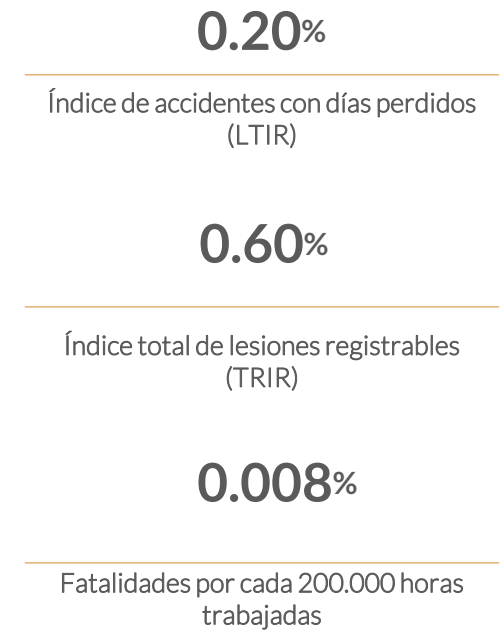 0.20%
Índice de accidentes con días perdidos
(LTIR)
0.60%
Índice total de lesiones registrables
(TRIR)
0.008%
Fatalidades por cada 200.000 horas
trabajadas